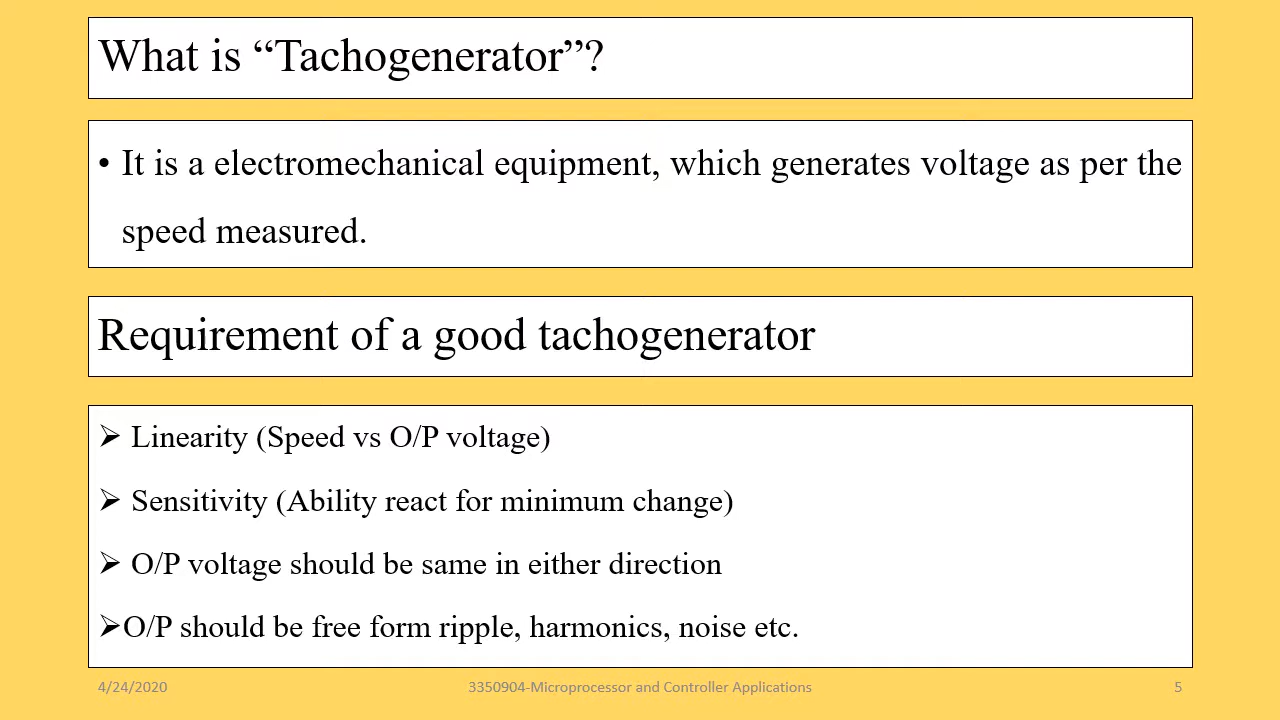 What is “Tachogenerator”?
• It is a electromechanical equipment, which generates voltage as per the
speed measured.
Requirement of a good tachogenerator
➢ Linearity (Speed vs O/P voltage)
➢ Sensitivity (Ability react for minimum change)
➢ O/P voltage should be same in either direction
➢O/P should be free form ripple, harmonics, noise etc.
4/24/2020 3350904-Microprocessor and Controller Applications 5